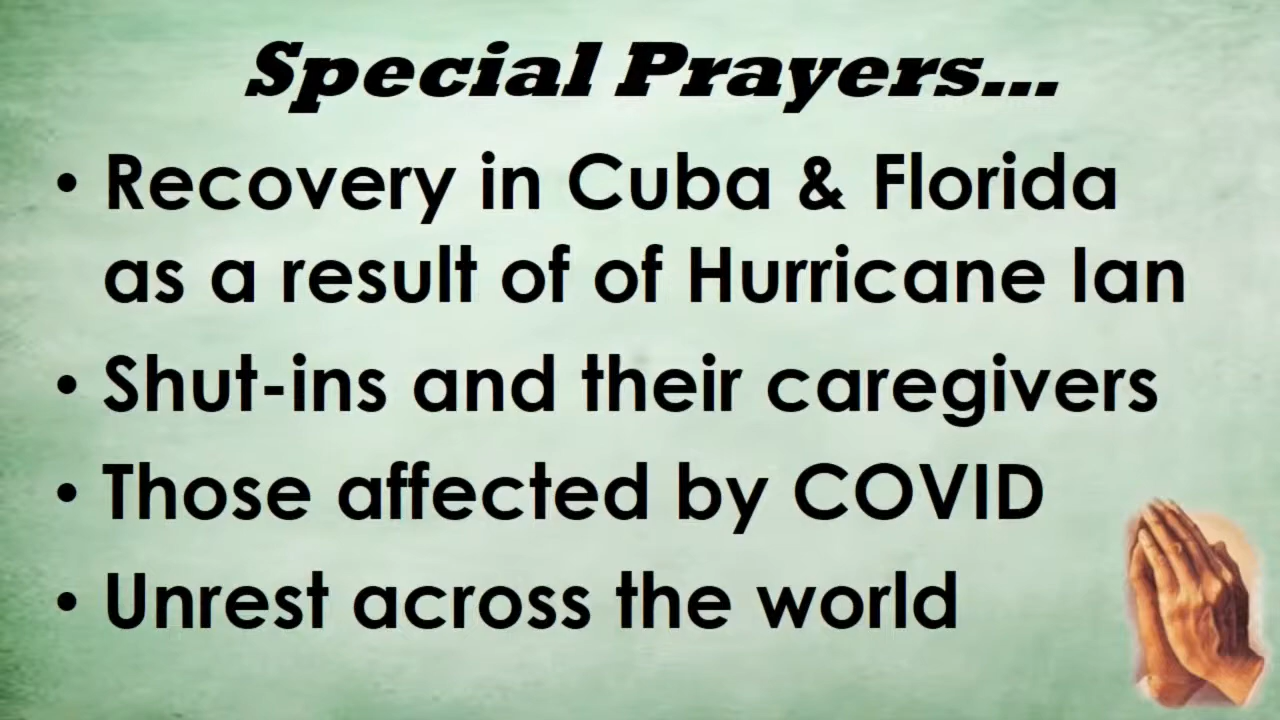 Special Prayers...
• Recovery in Cuba & Florida
as a result of of Hurricane Ian
• Shut-ins and their caregivers
• Those affected by COVID
• Unrest across the world